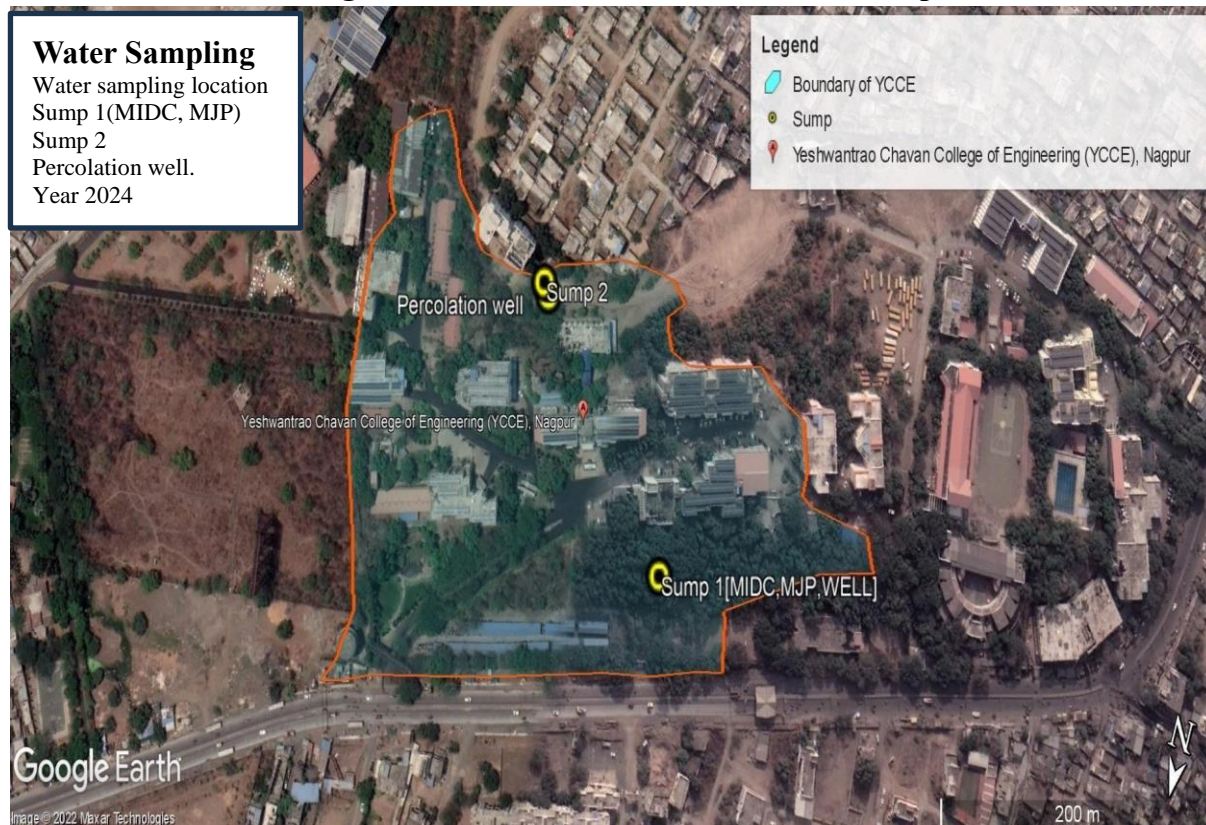 Water Sampling
Water sampling location
Sump 1(MIDC, MJP)
Sump 2
Percolation well.
Year 2024
Legend
Boundary of YCCE
Sump
Yeshwantrao Chavan College of Engineering (YCCE), Nagpur
Sump 2
Percolation well
Yeshwantrao Chavan College of Engineering (YCCE), Nagpur
Sump 1[MIDC,MJP,WELL]
N
Google Earth
Image © 2022 Maxar Technologies
200 m